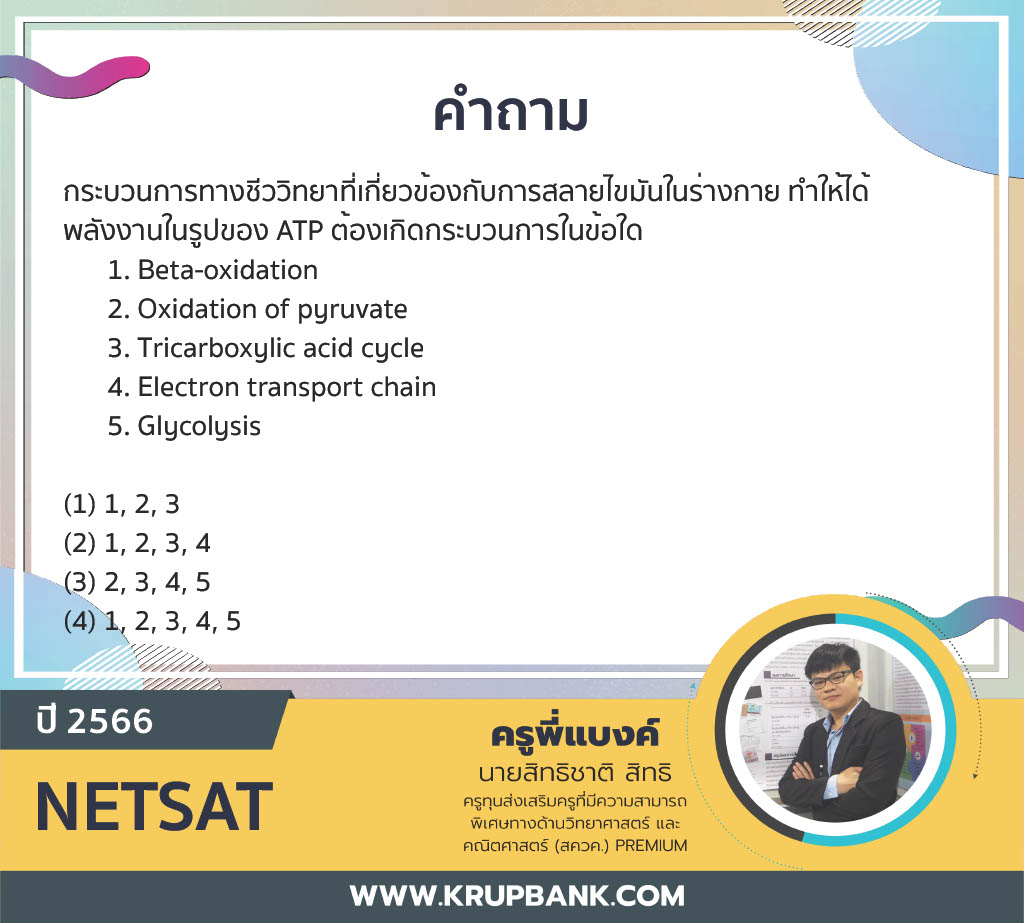 คำถาม
กระบวนการทางชีววิทยาที่เกี่ยวข้องกับการสลายไขมันในร่างกาย ทำให้ได้
พลังงานในรูปของ ATP ต้องเกิดกระบวนการในข้อใด
1. Beta-oxidation
2. Oxidation of pyruvate
3. Tricarboxylic acid cycle
4. Electron transport chain
5. Glycolysis
(1) 1, 2, 3
(2) 1, 2, 3, 4
(3) 2, 3, 4, 5
(4) 1, 2, 3, 4, 5
ปี 2566
NETSAT
ครูพี่แบงค์
นายสิทธิชาติ สิทธิ
ครูทุนส่งเสริมครูที่มีความสามารถ
พิเศษทางด้านวิทยาศาสตร์ และ
คณิตศาสตร์ (สควค.) PREMIUM
WWW.KRUPBANK.COM